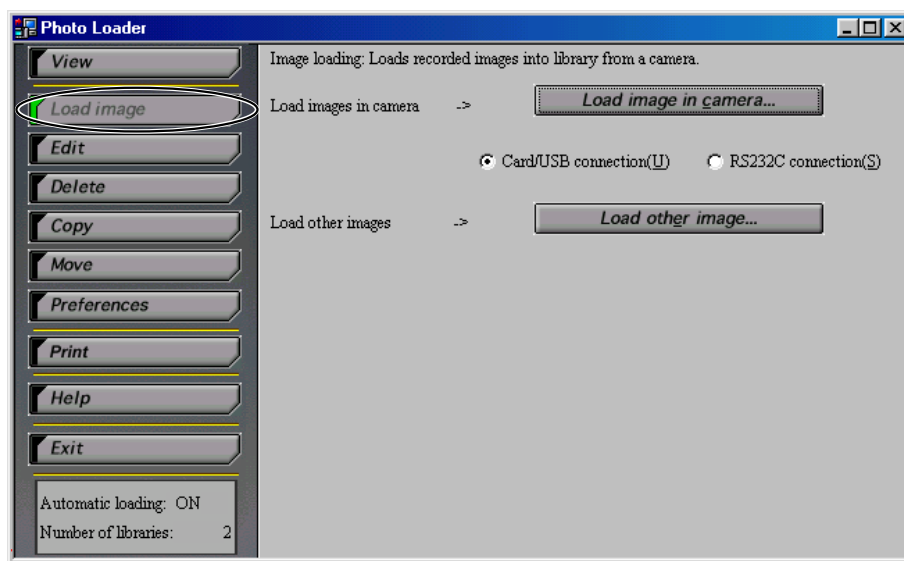 Photo Loader
View
Load image
Edit
Delete
Copy
Move
Preferences
Print
Help
Exit
Automatic loading: ON
Number of libraries: 2
Image loading: Loads recorded images into library from a camera.
Load images in camera -> Load image in camera...
Card/USB connection(U) RS232C connection(S)
Load other images -> Load other image...